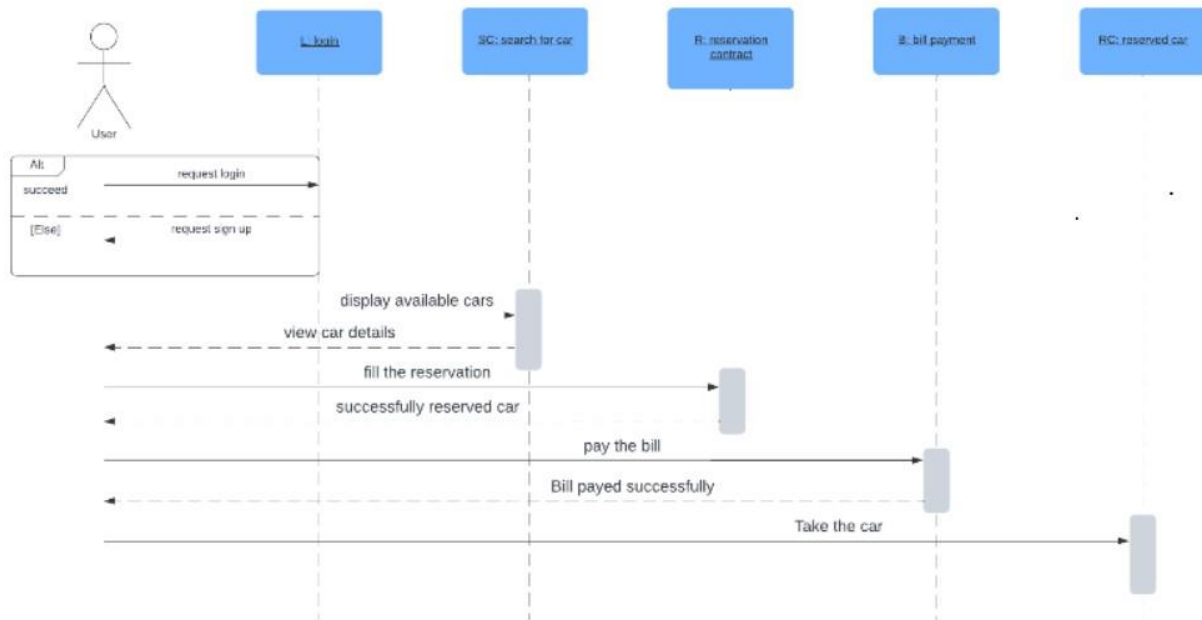 L: login
SC: search for car
R: reservation
contract
B: bill payment
RC: reserved car
User
Alt
request login
succeed
[Else]
request sign up
display available cars
view car details
fill the reservation
successfully reserved car
pay the bill
Bill payed successfully
Take the car